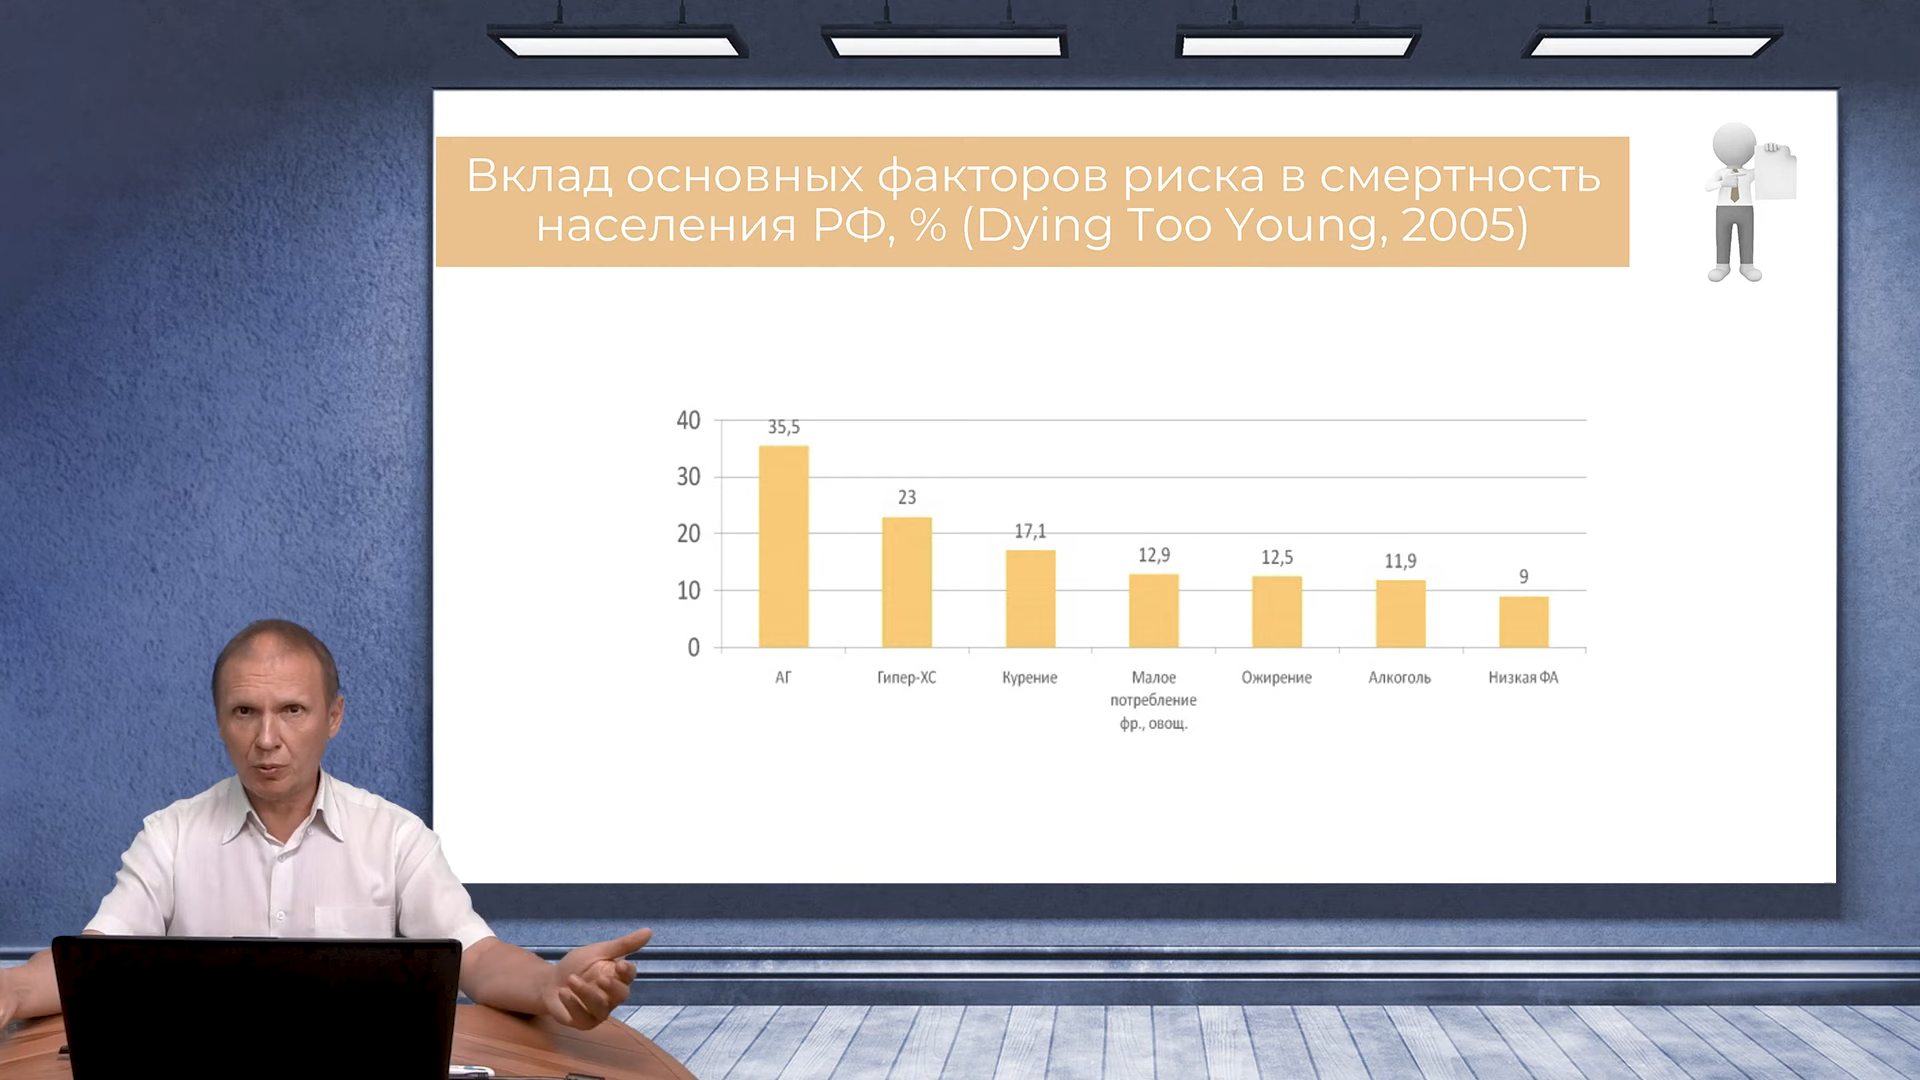 Вклад основных факторов риска в смертность
населения РФ, % (Dying Too Young, 2005)
40
30
20
10
0
35,5
23
17,1
12,9
12,5
11,9
9
АГ
Гипер-ХС
Курение
Малое
потребление
фр., овощ.
Ожирение
Алкоголь
Низкая ФА